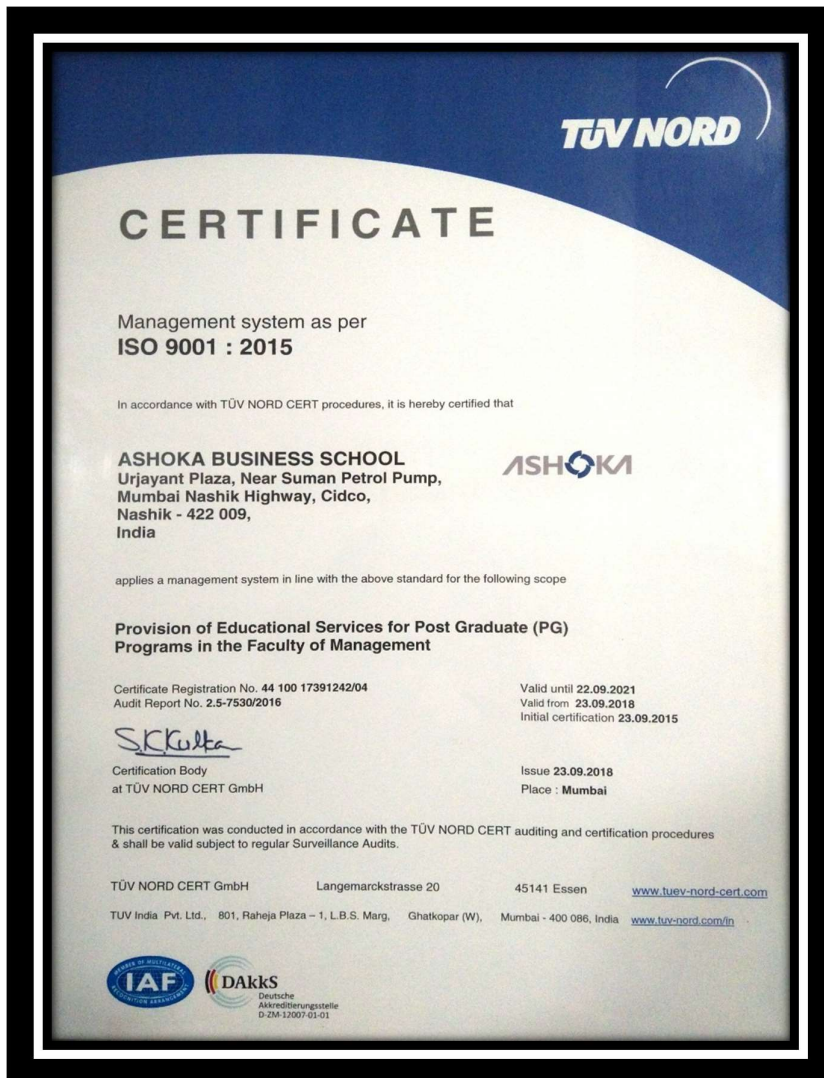 TÜV NORD
CERTIFICATE
Management system as per
ISO 9001 : 2015
In accordance with TÜV NORD CERT procedures, it is hereby certified that
ASHOKA BUSINESS SCHOOL
ASHOKA
Urjayant Plaza, Near Suman Petrol Pump,
Mumbai Nashik Highway, Cidco,
Nashik - 422 009,
India
applies a management system in line with the above standard for the following scope
Provision of Educational Services for Post Graduate (PG)
Programs in the Faculty of Management
Certificate Registration No. 44 100 17391242/04
Audit Report No. 2.5-7530/2016
Valid until 22.09.2021
Valid from 23.09.2018
Initial certification 23.09.2015
S.K.Kulka
Certification Body
at TÜV NORD CERT GmbH
Issue 23.09.2018
Place : Mumbai
This certification was conducted in accordance with the TÜV NORD CERT auditing and certification procedures
& shall be valid subject to regular Surveillance Audits.
TÜV NORD CERT GmbH Langemarckstrasse 20 45141 Essen www.tuev-nord-cert.com
TUV India Pvt. Ltd., 801, Raheja Plaza – 1, L.B.S. Marg, Ghatkopar (W), Mumbai - 400 086, India www.tuv-nord.com/in
MEMBER OF MULTILATERAL
IAF
RECOGNITION ARRANGEMENT
DAkkS
Deutsche
Akkreditierungsstelle
D-ZM-12007-01-01